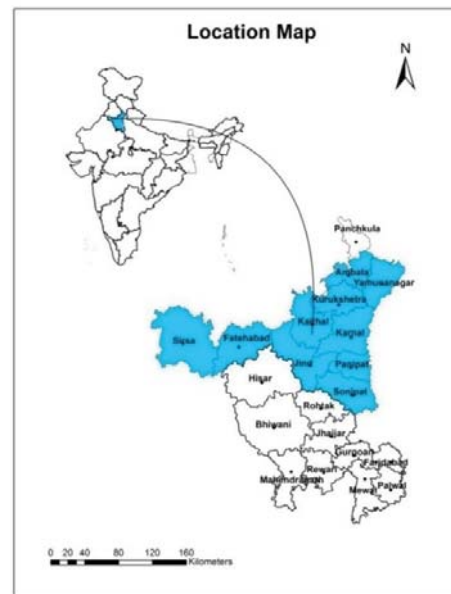 Location Map
N
Panchkula
Ambala
Yamunanagar
Kurukshetra
Kaithal
Karnal
Sirsa
Fatehabad
Jind
Panipat
Sonipat
Hisar
Rohtak
Bhiwani
Jhajjar
Gurgoan
Faridabad
Rewari
Mahindragarh
Mewat
Palwal
0 20 40 80 120 160
Kilometers